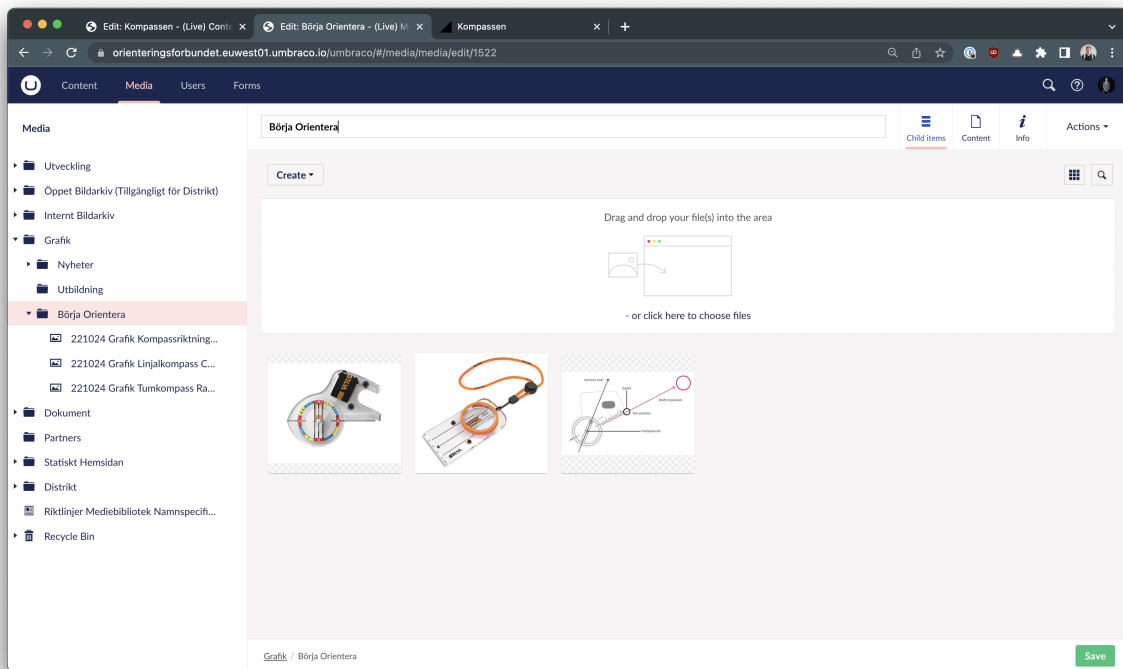 Edit: Kompassen - (Live) Conte
Edit: Börja Orientera - (Live) M
Kompassen
orienteringsforbundet.euwest01.umbraco.io/umbraco/#/media/media/edit/1522
Content Media Users Forms
Media
Börja Orientera
Child items
Content
Info
Actions
Utveckling
Öppet Bildarkiv (Tillgängligt för Distrikt)
Internt Bildarkiv
Grafik
Nyheter
Utbildning
Börja Orientera
221024 Grafik Kompassriktning...
221024 Grafik Linjalkompass C...
221024 Grafik Tumkompass Ra...
Dokument
Partners
Statiskt Hemsidan
Distrikt
Riktlinjer Mediebibliotek Namnspecifi...
Recycle Bin
Create
Drag and drop your file(s) into the area
- or click here to choose files
Grafik / Börja Orientera
Save